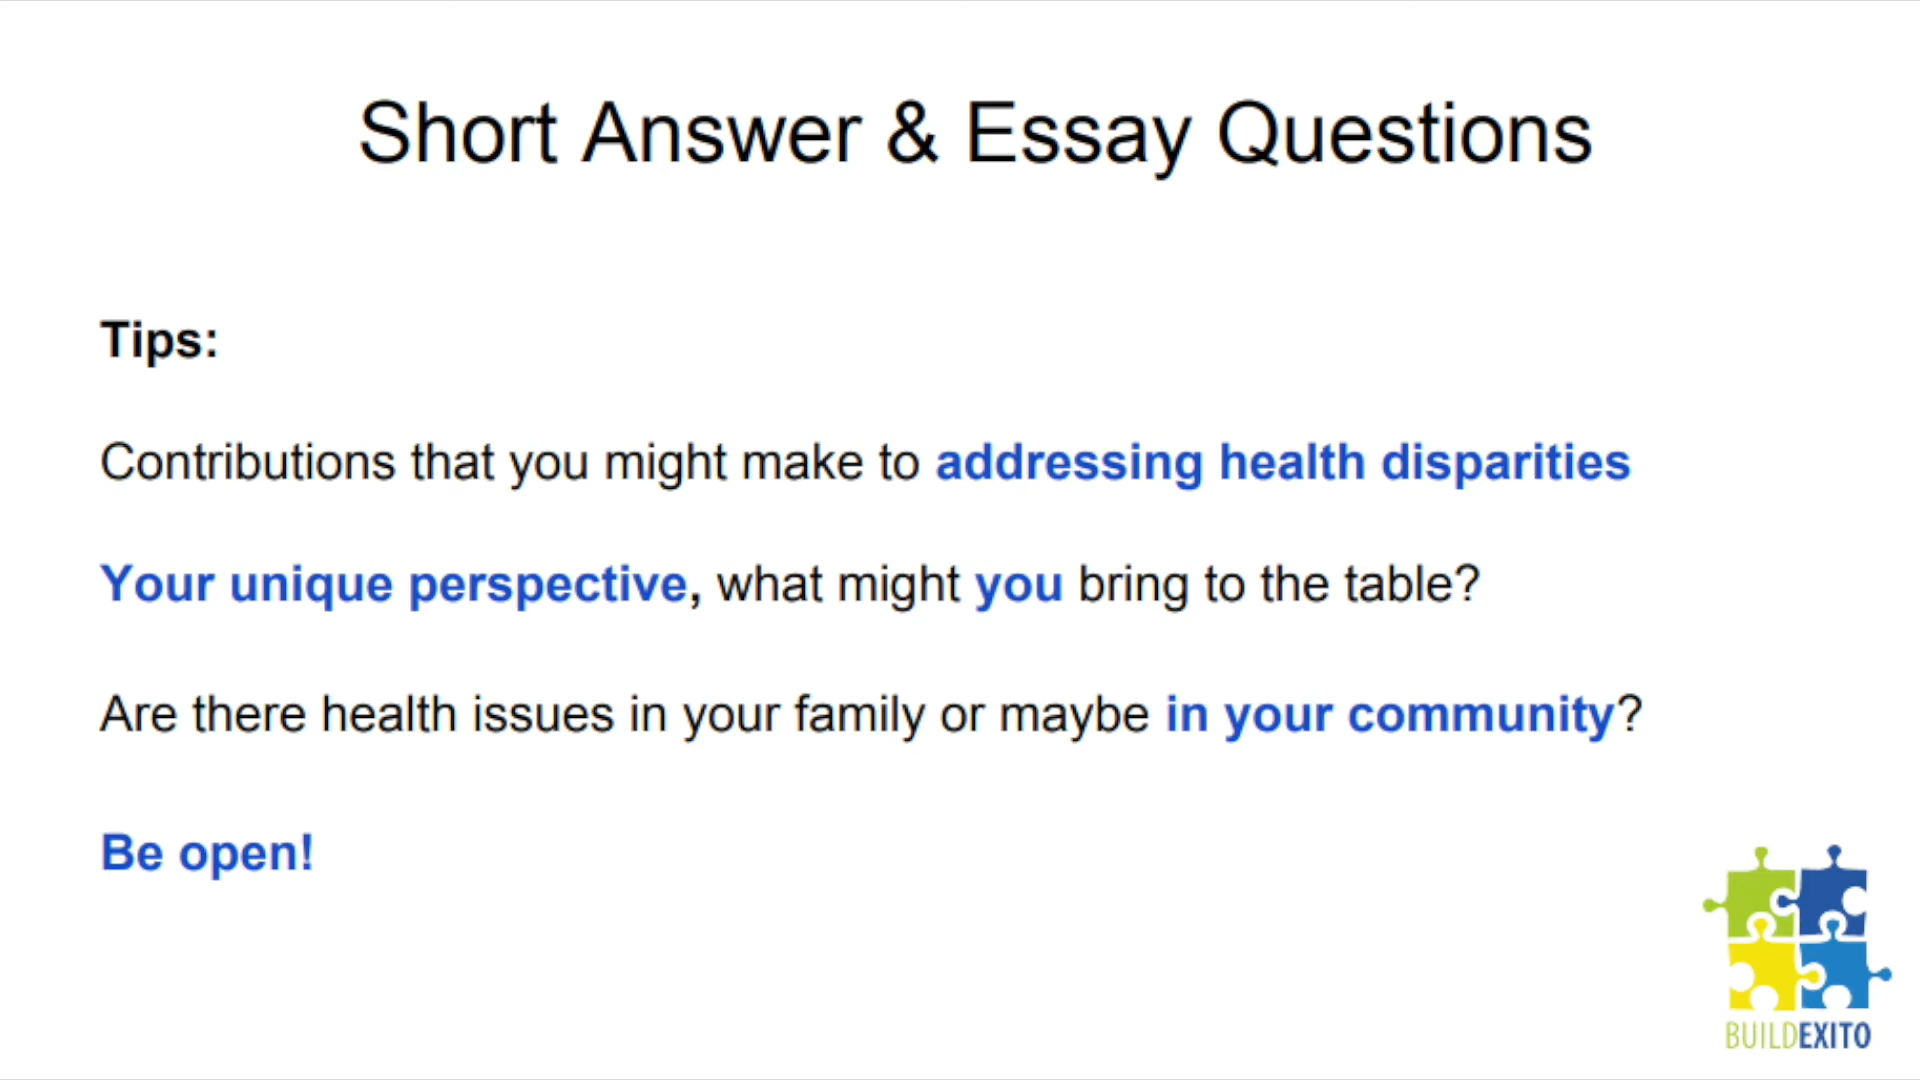 Short Answer & Essay Questions
Tips:
Contributions that you might make to addressing health disparities
Your unique perspective, what might you bring to the table?
Are there health issues in your family or maybe in your community?
Be open!
BUILDEXITO